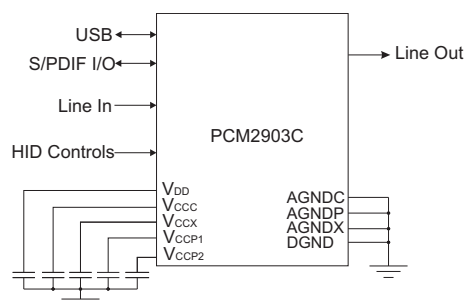 USB
S/PDIF I/O
Line In
HID Controls
PCM2903C
Line Out
VDD
VCCC
VCCX
VCCP1
VCCP2
AGNDC
AGNDP
AGNDX
DGND